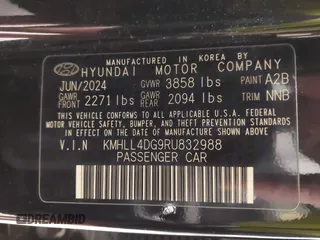 MANUFACTURED IN KOREA BY
HYUNDAI MOTOR COMPANY
JUN/2024 GVWR 3858 lbs PAINT A2B
GAWR FRONT 2271 lbs GAWR REAR 2094 lbs TRIM NNB
THIS VEHICLE CONFORMS TO ALL APPLICABLE
U.S. FEDERAL MOTOR VEHICLE SAFETY, BUMPER, AND
THEFT PREVENTION STANDARDS IN EFFECT ON THE
DATE OF MANUFACTURE SHOWN ABOVE.
V.I.N KMHLL4DG9RU832988
PASSENGER CAR
DREAMBID